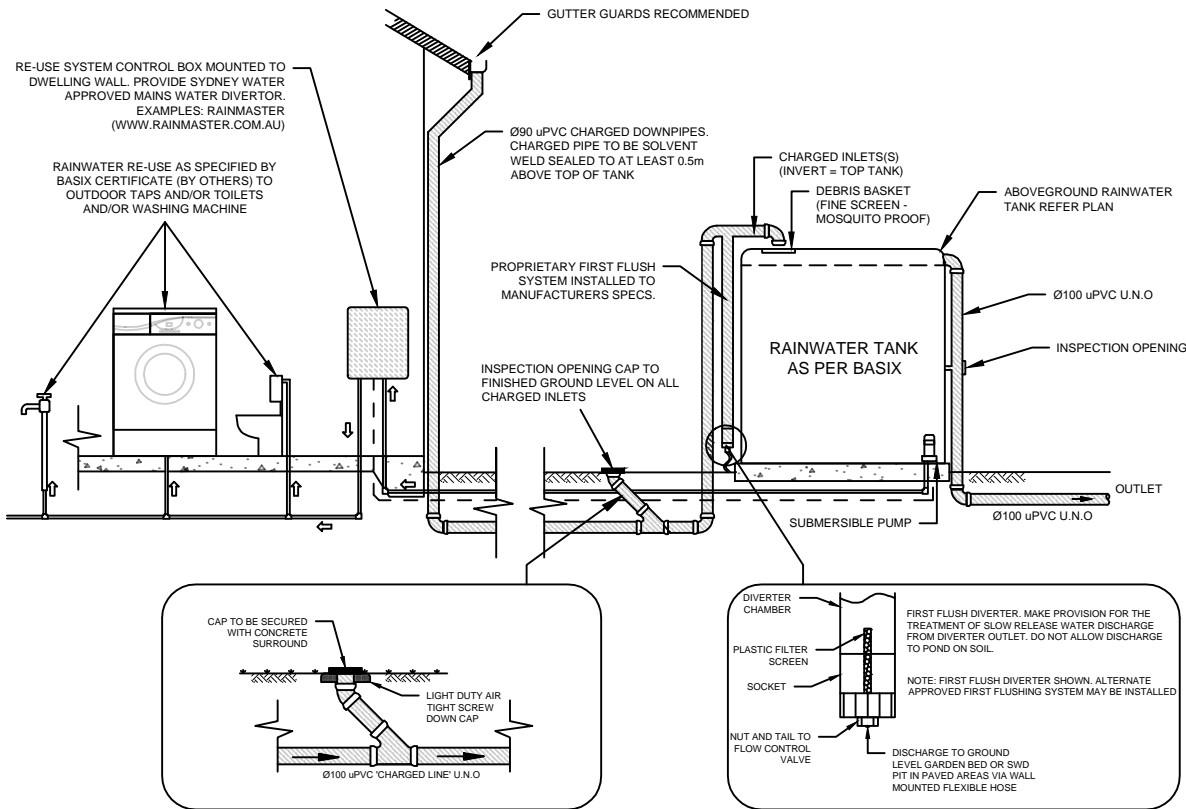 GUTTER GUARDS RECOMMENDED
RE-USE SYSTEM CONTROL BOX MOUNTED TO
DWELLING WALL. PROVIDE SYDNEY WATER
APPROVED MAINS WATER DIVERTOR.
EXAMPLES: RAINMASTER
(WWW.RAINMASTER.COM.AU)
RAINWATER RE-USE AS SPECIFIED BY
BASIX CERTIFICATE (BY OTHERS) TO
OUTDOOR TAPS AND/OR TOILETS
AND/OR WASHING MACHINE
Ø90 uPVC CHARGED DOWNPIPES.
CHARGED PIPE TO BE SOLVENT
WELD SEALED TO AT LEAST 0.5m
ABOVE TOP OF TANK
CHARGED INLETS(S)
(INVERT = TOP TANK)
DEBRIS BASKET
(FINE SCREEN -
MOSQUITO PROOF)
ABOVEGROUND RAINWATER
TANK REFER PLAN
PROPRIETARY FIRST FLUSH
SYSTEM INSTALLED TO
MANUFACTURERS SPECS.
Ø100 uPVC U.N.O
INSPECTION OPENING
RAINWATER TANK
AS PER BASIX
INSPECTION OPENING CAP TO
FINISHED GROUND LEVEL ON ALL
CHARGED INLETS
OUTLET
Ø100 uPVC U.N.O
SUBMERSIBLE PUMP
CAP TO BE SECURED
WITH CONCRETE
SURROUND
LIGHT DUTY AIR
TIGHT SCREW
DOWN CAP
Ø100 uPVC 'CHARGED LINE' U.N.O
DIVERTER
CHAMBER
PLASTIC FILTER
SCREEN
SOCKET
NUT AND TAIL TO
FLOW CONTROL
VALVE
FIRST FLUSH DIVERTER. MAKE PROVISION FOR THE
TREATMENT OF SLOW RELEASE WATER DISCHARGE
FROM DIVERTER OUTLET. DO NOT ALLOW DISCHARGE
TO POND ON SOIL.
NOTE: FIRST FLUSH DIVERTER SHOWN. ALTERNATE
APPROVED FIRST FLUSHING SYSTEM MAY BE INSTALLED
DISCHARGE TO GROUND
LEVEL GARDEN BED OR SWD
PIT IN PAVED AREAS VIA WALL
MOUNTED FLEXIBLE HOSE